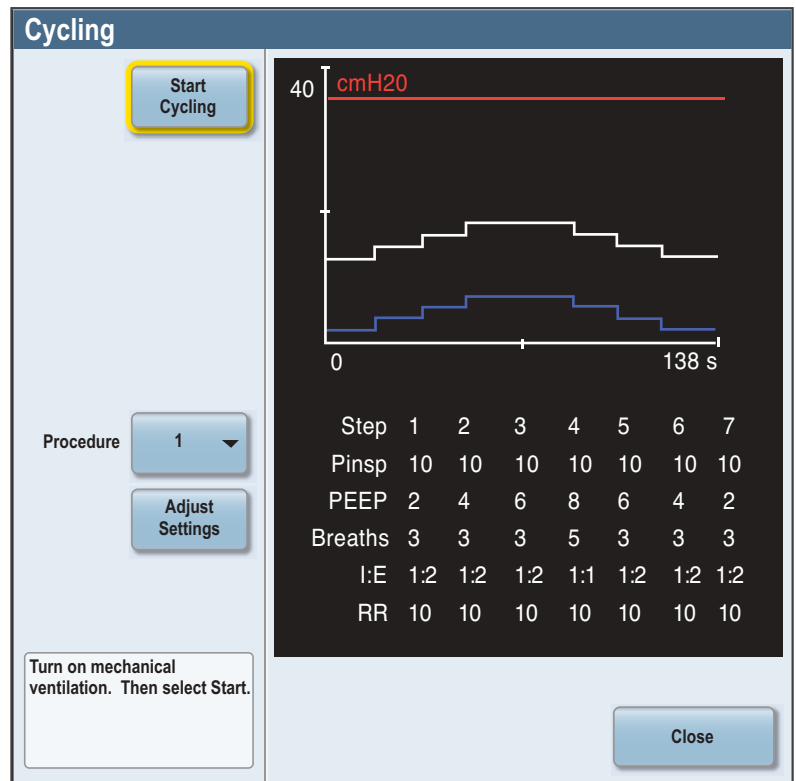 Cycling
Start
Cycling
40
cmH20
0
138 s
Procedure
1
Adjust
Settings
Step 1 2 3 4 5 6 7
Pinsp 10 10 10 10 10 10 10
PEEP 2 4 6 8 6 4 2
Breaths 3 3 3 5 3 3 3
I:E 1:2 1:2 1:2 1:1 1:2 1:2 1:2
RR 10 10 10 10 10 10 10
Turn on mechanical
ventilation. Then select Start.
Close